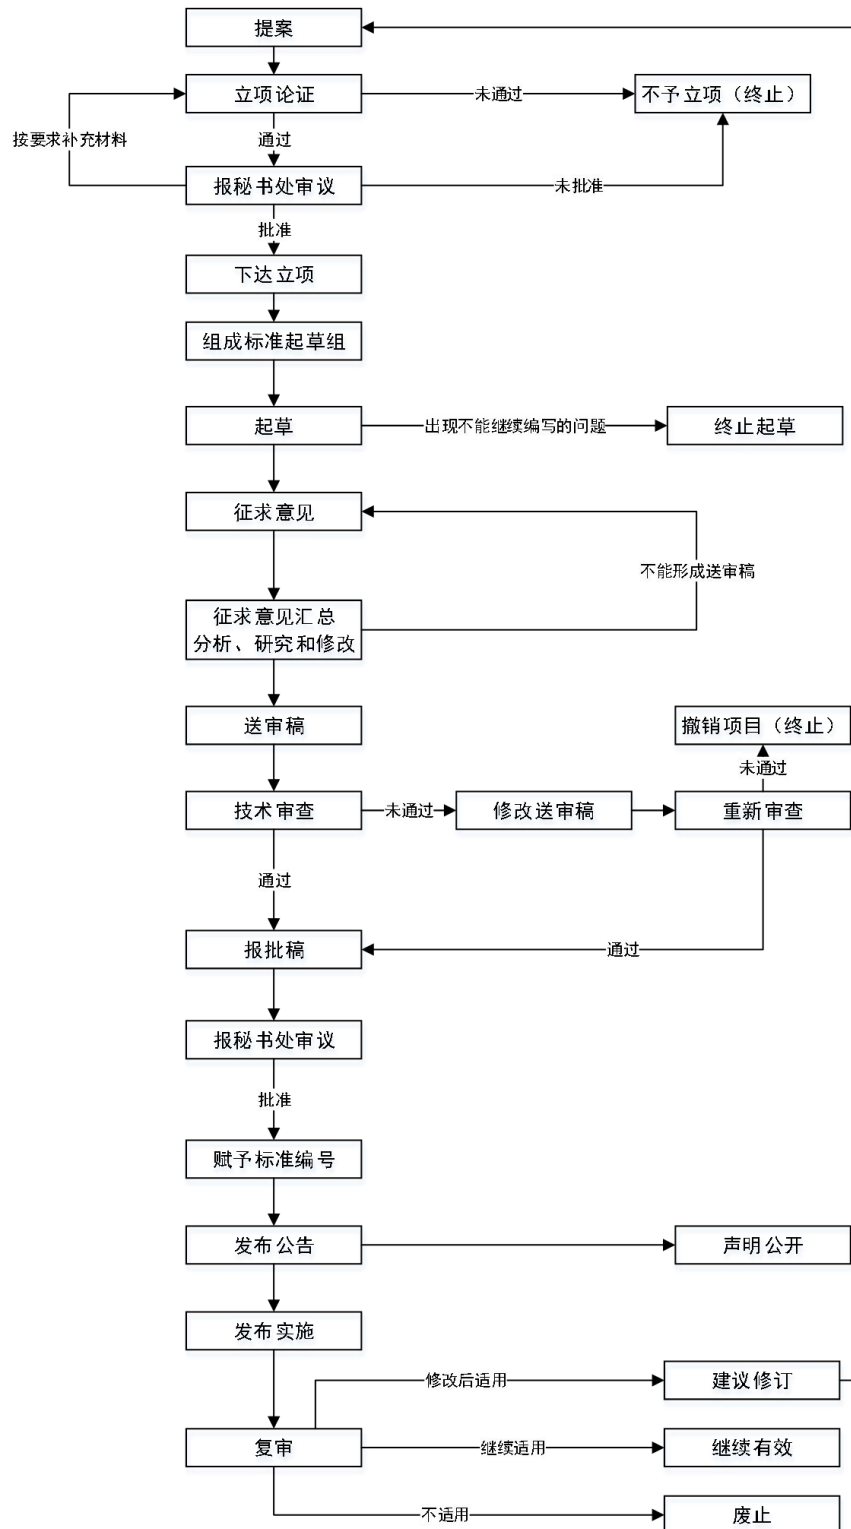 提案
立项论证
未通过
不予立项（终止）
按要求补充材料
通过
报秘书处审议
未批准
批准
下达立项
组成标准起草组
起草
出现不能继续编写的问题
终止起草
征求意见
不能形成送审稿
征求意见汇总
分析、研究和修改
送审稿
撤销项目（终止）
未通过
技术审查
未通过
修改送审稿
重新审查
通过
报批稿
通过
报秘书处审议
批准
赋予标准编号
发布公告
声明公开
发布实施
修改后适用
建议修订
复审
继续适用
继续有效
不适用
废止